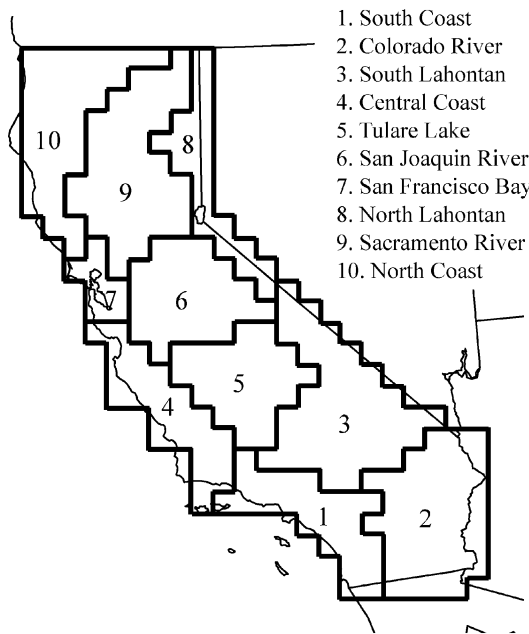 1. South Coast
2. Colorado River
3. South Lahontan
4. Central Coast
5. Tulare Lake
6. San Joaquin River
7. San Francisco Bay
8. North Lahontan
9. Sacramento River
10. North Coast
10
8
9
7
6
5
4
3
1
2